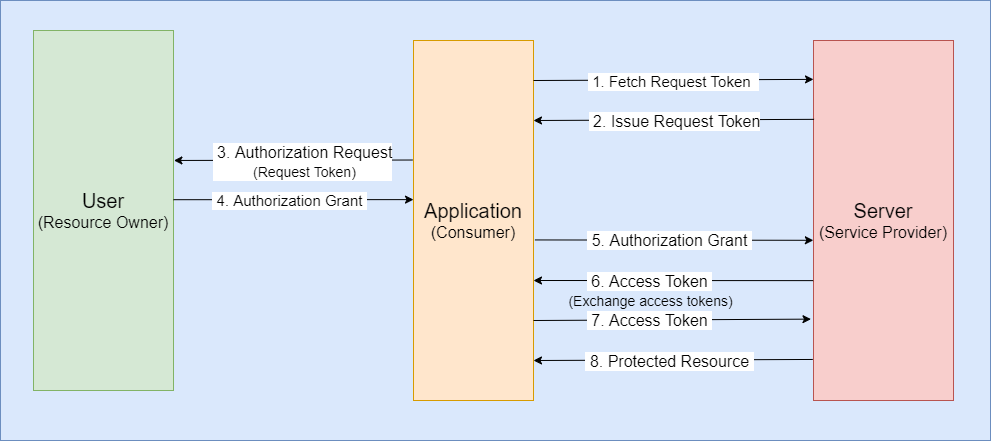 1. Fetch Request Token
2. Issue Request Token
3. Authorization Request
(Request Token)
4. Authorization Grant
User
(Resource Owner)
Application
(Consumer)
Server
(Service Provider)
5. Authorization Grant
6. Access Token
(Exchange access tokens)
7. Access Token
8. Protected Resource